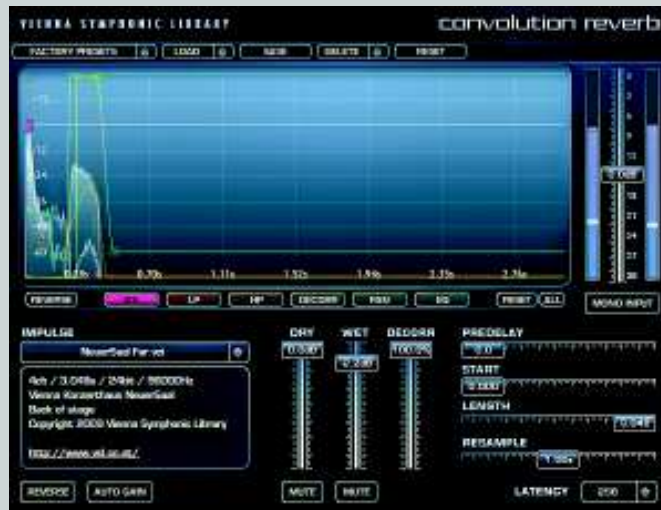 VIENNA SYMPHONIC LIBRARY
convolution reverb
FACTORY PRESETS LOAD SAVE DELETE RESET
0.70s 1.11s 1.52s 1.94s 2.35s 2.76s
REVERSE LP HP DECORR ENV EQ RESET ALL
MONO INPUT
IMPULSE DRY WET DECORR PREDELAY
START
4ch / 3.048s / 24bit / 96000Hz
Vienna Konzerthaus NeuerSaal
Back of stage
LENGTH
Copyright 2009 Vienna Symphonic Library
RESAMPLE
http://www.vsl.co.at/
REVERSE AUTO GAIN MUTE MUTE LATENCY 256